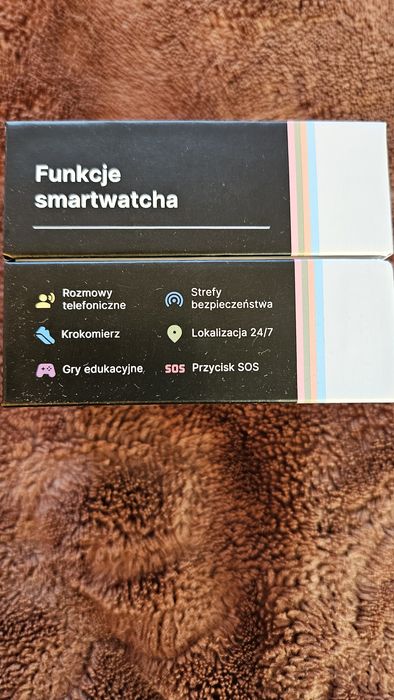 Funkcje
smartwatcha
Rozmowy
telefoniczne
Strefy
bezpieczeństwa
Krokomierz
Lokalizacja 24/7
Gry edukacyjne
SOS Przycisk SOS